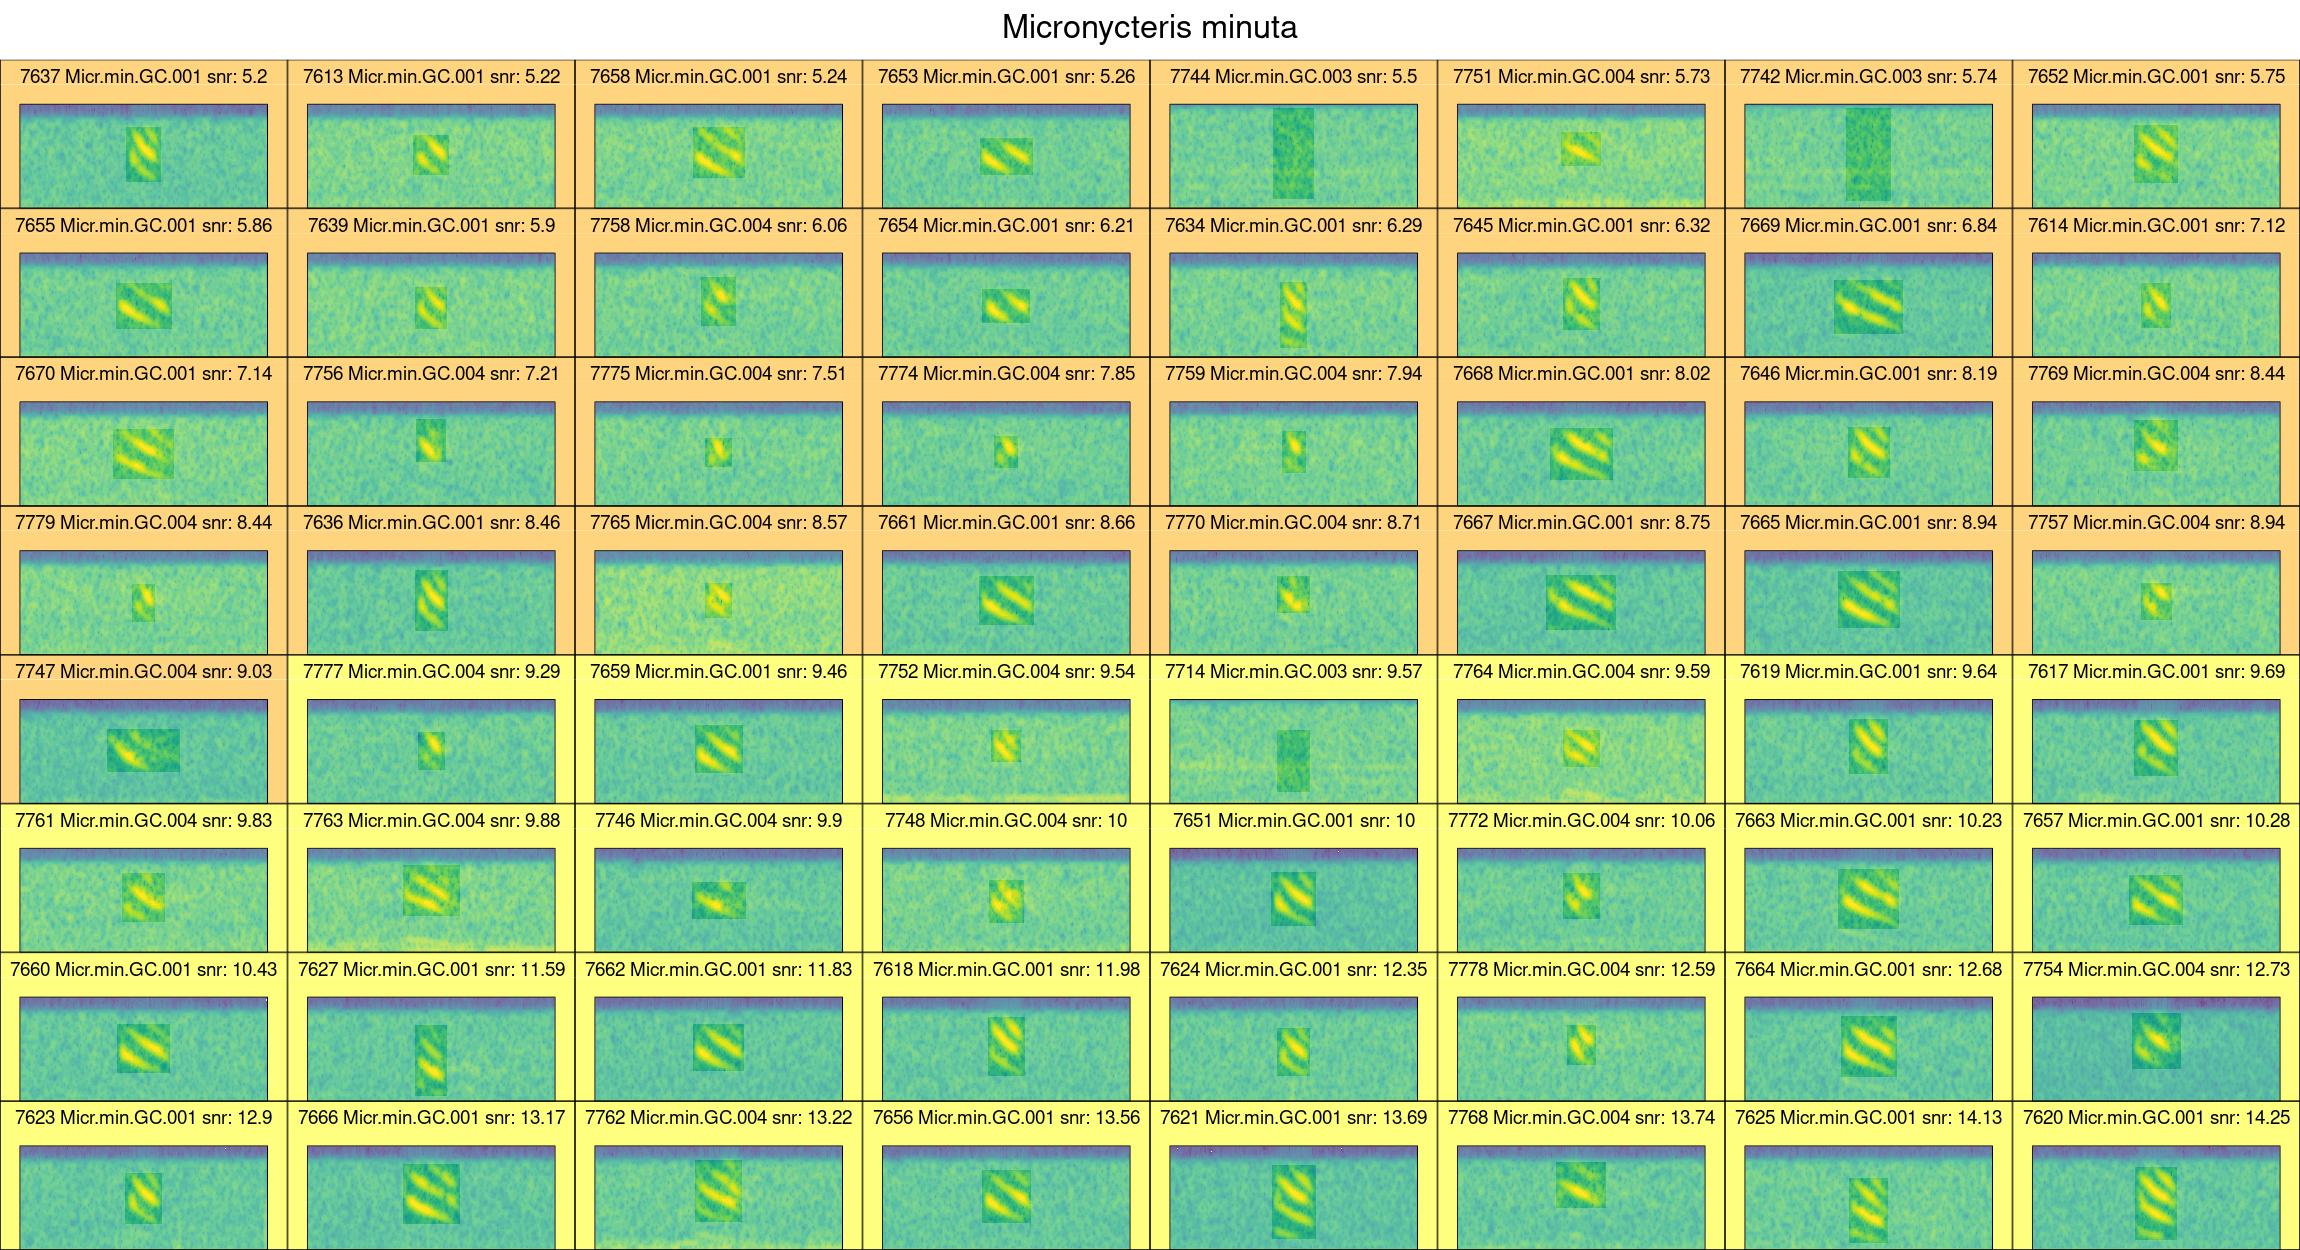 Micronycteris minuta
7637 Micr.min.GC.001 snr: 5.2 7613 Micr.min.GC.001 snr: 5.22 7658 Micr.min.GC.001 snr: 5.24 7653 Micr.min.GC.001 snr: 5.26 7744 Micr.min.GC.003 snr: 5.5 7751 Micr.min.GC.004 snr: 5.73 7742 Micr.min.GC.003 snr: 5.74 7652 Micr.min.GC.001 snr: 5.75
7655 Micr.min.GC.001 snr: 5.86 7639 Micr.min.GC.001 snr: 5.9 7758 Micr.min.GC.004 snr: 6.06 7654 Micr.min.GC.001 snr: 6.21 7634 Micr.min.GC.001 snr: 6.29 7645 Micr.min.GC.001 snr: 6.32 7669 Micr.min.GC.001 snr: 6.84 7614 Micr.min.GC.001 snr: 7.12
7670 Micr.min.GC.001 snr: 7.14 7756 Micr.min.GC.004 snr: 7.21 7775 Micr.min.GC.004 snr: 7.51 7774 Micr.min.GC.004 snr: 7.85 7759 Micr.min.GC.004 snr: 7.94 7668 Micr.min.GC.001 snr: 8.02 7646 Micr.min.GC.001 snr: 8.19 7769 Micr.min.GC.004 snr: 8.44
7779 Micr.min.GC.004 snr: 8.44 7636 Micr.min.GC.001 snr: 8.46 7765 Micr.min.GC.004 snr: 8.57 7661 Micr.min.GC.001 snr: 8.66 7770 Micr.min.GC.004 snr: 8.71 7667 Micr.min.GC.001 snr: 8.75 7665 Micr.min.GC.001 snr: 8.94 7757 Micr.min.GC.004 snr: 8.94
7747 Micr.min.GC.004 snr: 9.03 7777 Micr.min.GC.004 snr: 9.29 7659 Micr.min.GC.001 snr: 9.46 7752 Micr.min.GC.004 snr: 9.54 7714 Micr.min.GC.003 snr: 9.57 7764 Micr.min.GC.004 snr: 9.59 7619 Micr.min.GC.001 snr: 9.64 7617 Micr.min.GC.001 snr: 9.69
7761 Micr.min.GC.004 snr: 9.83 7763 Micr.min.GC.004 snr: 9.88 7746 Micr.min.GC.004 snr: 9.9 7748 Micr.min.GC.004 snr: 10 7651 Micr.min.GC.001 snr: 10 7772 Micr.min.GC.004 snr: 10.06 7663 Micr.min.GC.001 snr: 10.23 7657 Micr.min.GC.001 snr: 10.28
7660 Micr.min.GC.001 snr: 10.43 7627 Micr.min.GC.001 snr: 11.59 7662 Micr.min.GC.001 snr: 11.83 7618 Micr.min.GC.001 snr: 11.98 7624 Micr.min.GC.001 snr: 12.35 7778 Micr.min.GC.004 snr: 12.59 7664 Micr.min.GC.001 snr: 12.68 7754 Micr.min.GC.004 snr: 12.73
7623 Micr.min.GC.001 snr: 12.9 7666 Micr.min.GC.001 snr: 13.17 7762 Micr.min.GC.004 snr: 13.22 7656 Micr.min.GC.001 snr: 13.56 7621 Micr.min.GC.001 snr: 13.69 7768 Micr.min.GC.004 snr: 13.74 7625 Micr.min.GC.001 snr: 14.13 7620 Micr.min.GC.001 snr: 14.25